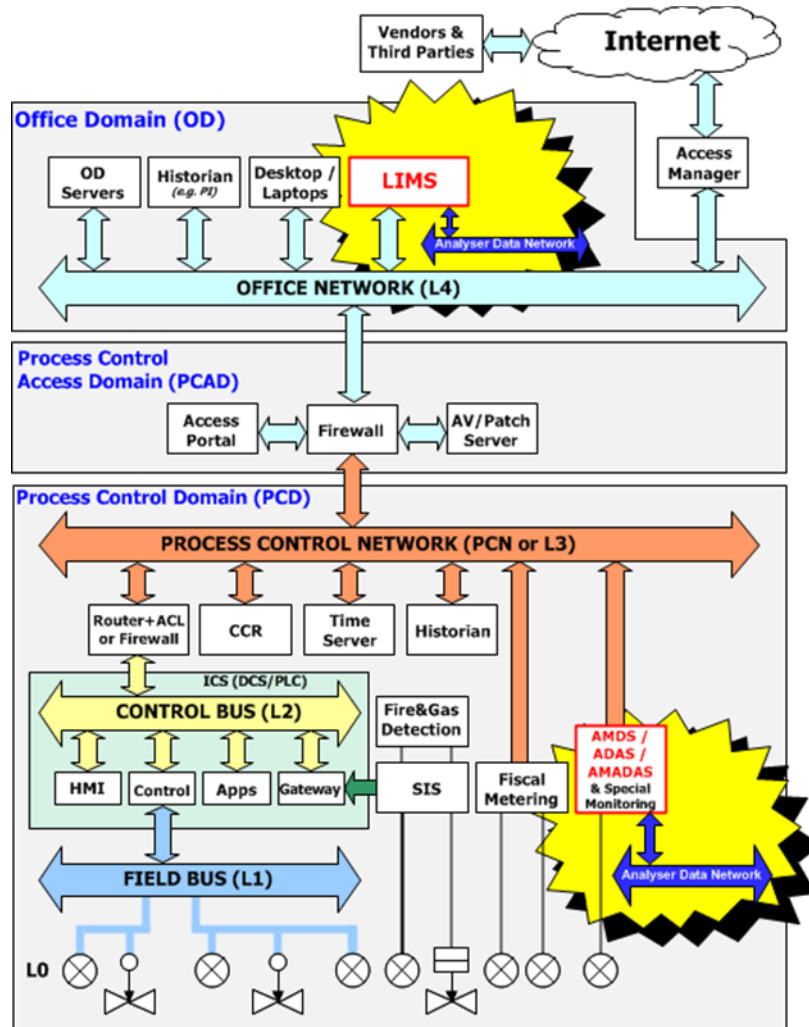 Vendors &
Third Parties
Internet
Office Domain (OD)
OD
Servers
Historian
(e.g. PI)
Desktop /
Laptops
LIMS
Access
Manager
Analyser Data Network
OFFICE NETWORK (L4)
Process Control
Access Domain (PCAD)
Access
Portal
Firewall
AV/Patch
Server
Process Control Domain (PCD)
PROCESS CONTROL NETWORK (PCN or L3)
Router+ACL
or Firewall
CCR
Time
Server
Historian
ICS (DCS/PLC)
CONTROL BUS (L2)
Fire&Gas
Detection
AMDS /
ADAS /
AMADAS
& Special
Monitoring
HMI
Control
Apps
Gateway
SIS
Fiscal
Metering
FIELD BUS (L1)
Analyser Data Network
L0